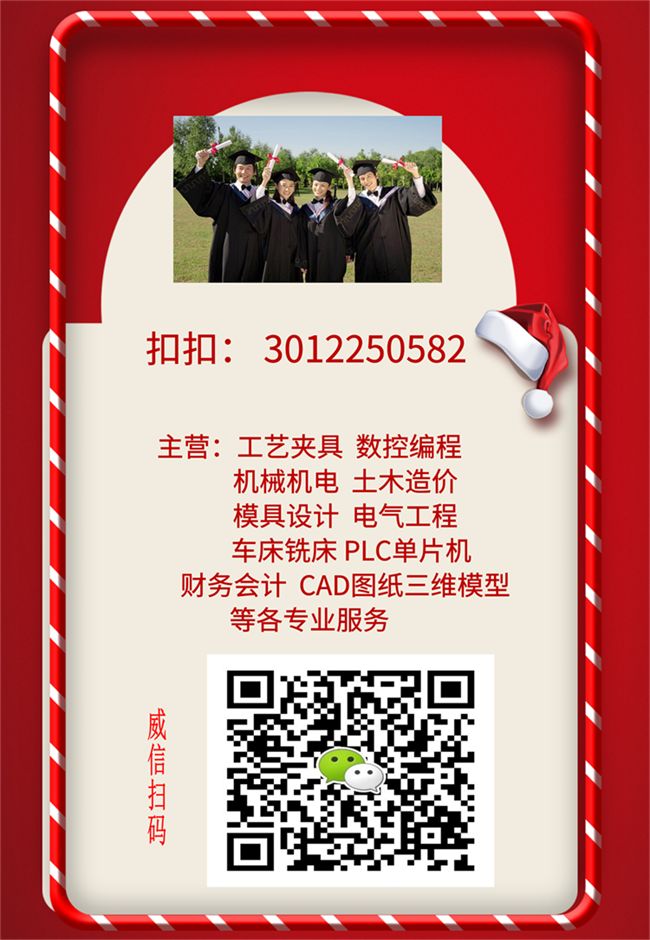 扣扣： 3012250582
主营：工艺夹具 数控编程
机械机电 土木造价
模具设计 电气工程
车床铣床 PLC单片机
财务会计 CAD图纸三维模型
等各专业服务
威信扫码